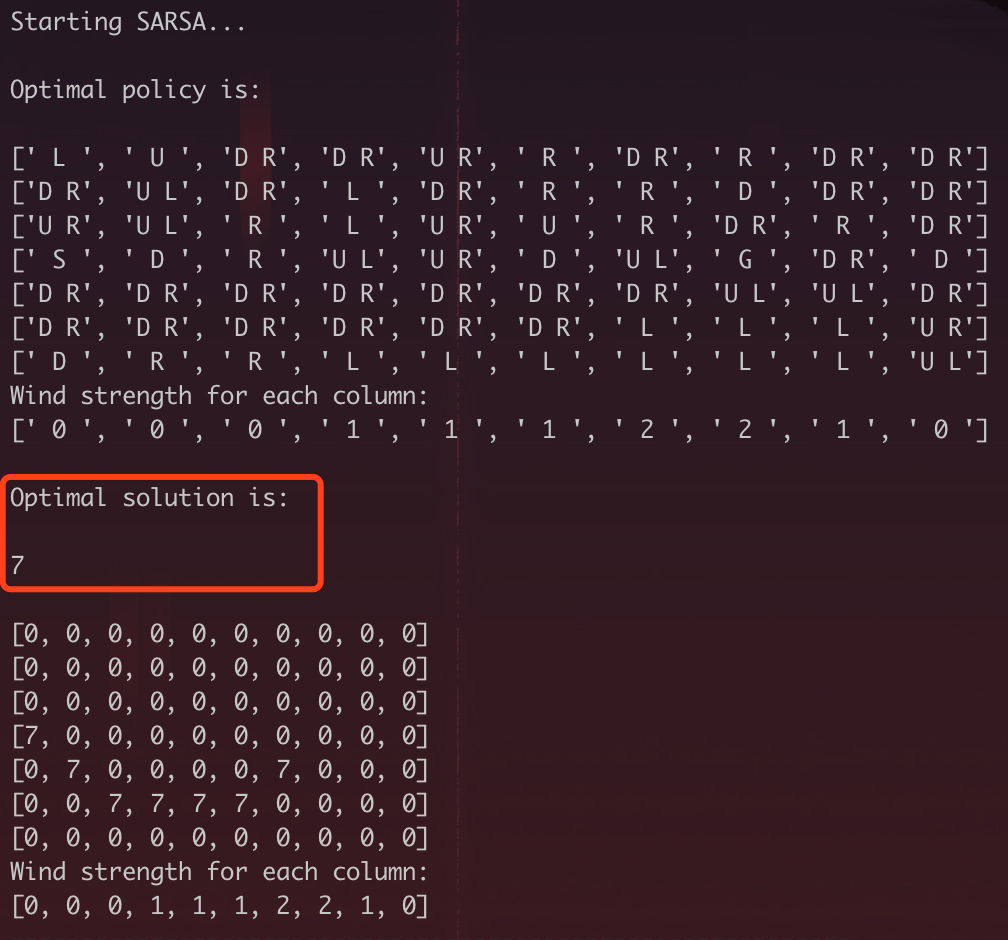 Starting SARSA...
Optimal policy is:
[' L ', ' U ', 'D R', 'D R', 'U R', ' R ', 'D R', ' R ', 'D R', 'D R']
['D R', 'U L', 'D R', ' L ', 'D R', ' R ', ' R ', ' D ', 'D R', 'D R']
['U R', 'U L', ' R ', ' L ', 'U R', ' U ', ' R ', 'D R', ' R ', 'D R']
[' S ', ' D ', ' R ', 'U L', 'U R', ' D ', 'U L', ' G ', 'D R', ' D ']
['D R', 'D R', 'D R', 'D R', 'D R', 'D R', 'D R', 'U L', 'U L', 'D R']
['D R', 'D R', 'D R', 'D R', 'D R', 'D R', ' L ', ' L ', ' L ', 'U R']
[' D ', ' R ', ' R ', ' L ', ' L ', ' L ', ' L ', ' L ', ' L ', 'U L']
Wind strength for each column:
[' 0 ', ' 0 ', ' 0 ', ' 1 ', ' 1 ', ' 1 ', ' 2 ', ' 2 ', ' 1 ', ' 0 ']
Optimal solution is:
7
[0, 0, 0, 0, 0, 0, 0, 0, 0, 0]
[0, 0, 0, 0, 0, 0, 0, 0, 0, 0]
[0, 0, 0, 0, 0, 0, 0, 0, 0, 0]
[7, 0, 0, 0, 0, 0, 0, 0, 0, 0]
[0, 7, 0, 0, 0, 0, 7, 0, 0, 0]
[0, 0, 7, 7, 7, 7, 0, 0, 0, 0]
[0, 0, 0, 0, 0, 0, 0, 0, 0, 0]
Wind strength for each column:
[0, 0, 0, 1, 1, 1, 2, 2, 1, 0]